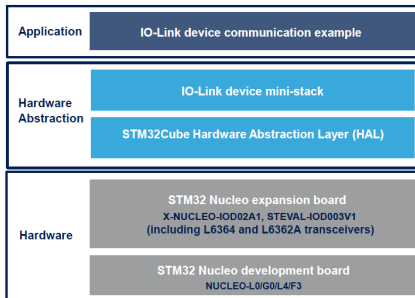 Application
IO-Link device communication example
Hardware
Abstraction
IO-Link device mini-stack
STM32Cube Hardware Abstraction Layer (HAL)
Hardware
STM32 Nucleo expansion board
X-NUCLEO-IOD02A1, STEVAL-IOD003V1
(including L6364 and L6362A transceivers)
STM32 Nucleo development board
NUCLEO-L0/G0/L4/F3